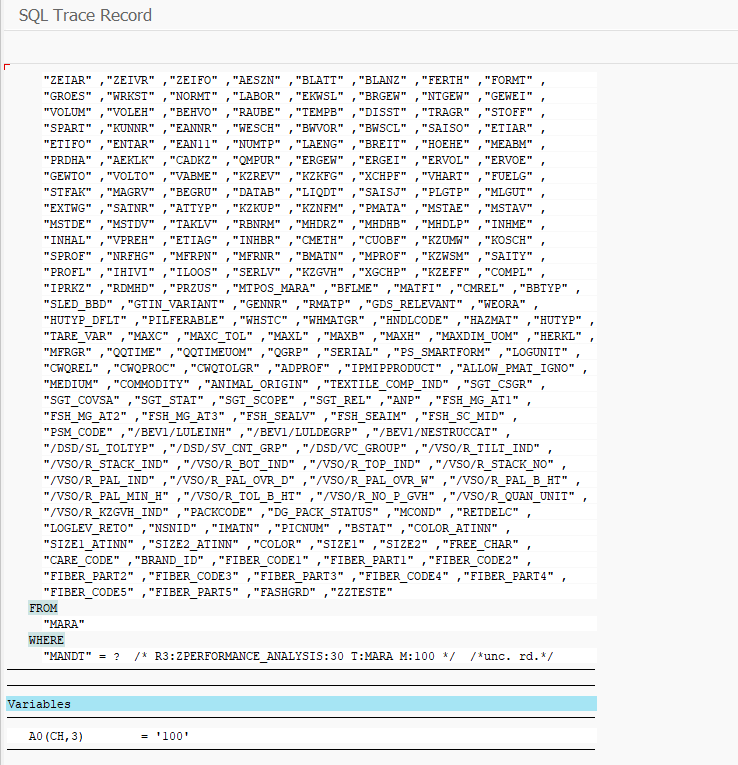 SQL Trace Record
"ZEIAR" ,"ZEIVR" ,"ZEIFO" ,"AESZN" ,"BLATT" ,"BLANZ" ,"FERTH" ,"FORMT" ,
"GROES" ,"WRKST" ,"NORMT" ,"LABOR" ,"EKWSL" ,"BRGEW" ,"NTGEW" ,"GEWEI" ,
"VOLUM" ,"VOLEH" ,"BEHVO" ,"RAUBE" ,"TEMPB" ,"DISST" ,"TRAGR" ,"STOFF" ,
"SPART" ,"KUNNR" ,"EANNR" ,"WESCH" ,"BWVOR" ,"BWSCL" ,"SAISO" ,"ETIAR" ,
"ETIFO" ,"ENTAR" ,"EAN11" ,"NUMTP" ,"LAENG" ,"BREIT" ,"HOEHE" ,"MEABM" ,
"PRDHA" ,"AEKLK" ,"CADKZ" ,"QMPUR" ,"ERGEW" ,"ERGEI" ,"ERVOL" ,"ERVOE" ,
"GEWTO" ,"VOLTO" ,"VABME" ,"KZREV" ,"KZKFG" ,"XCHPF" ,"VHART" ,"FUELG" ,
"STFAK" ,"MAGRV" ,"BEGRU" ,"DATAB" ,"LIQDT" ,"SAISJ" ,"PLGTP" ,"MLGUT" ,
"EXTWG" ,"SATNR" ,"ATTYP" ,"KZKUP" ,"KZNFM" ,"PMATA" ,"MSTAE" ,"MSTAV" ,
"MSTDE" ,"MSTDV" ,"TAKLV" ,"RBNRM" ,"MHDRZ" ,"MHDHB" ,"MHDLP" ,"INHME" ,
"INHAL" ,"VPREH" ,"ETIAG" ,"INHBR" ,"CMETH" ,"CUOBF" ,"KZUMW" ,"KOSCH" ,
"SPROF" ,"NRFHG" ,"MFRPN" ,"MFRNR" ,"BMATN" ,"MPROF" ,"KZWSM" ,"SAITY" ,
"PROFL" ,"IHIVI" ,"ILOOS" ,"SERLV" ,"KZGVH" ,"XGCHP" ,"KZEFF" ,"COMPL" ,
"IPRKZ" ,"RDMHD" ,"PRZUS" ,"MTPOS_MARA" ,"BFLME" ,"MATFI" ,"CMREL" ,"BBTYP" ,
"SLED_BBD" ,"GTIN_VARIANT" ,"GENNR" ,"RMATP" ,"GDS_RELEVANT" ,"WEORA" ,
"HUTYP_DFLT" ,"PILFERABLE" ,"WHSTC" ,"WHMATGR" ,"HNDLCODE" ,"HAZMAT" ,"HUTYP" ,
"TARE_VAR" ,"MAXC" ,"MAXC_TOL" ,"MAXL" ,"MAXB" ,"MAXH" ,"MAXDIM_UOM" ,"HERKL" ,
"MFRGR" ,"QQTIME" ,"QQTIMEUOM" ,"QGRP" ,"SERIAL" ,"PS_SMARTFORM" ,"LOGUNIT" ,
"CWQREL" ,"CWQPROC" ,"CWQTOLGR" ,"ADPROF" ,"IPMIPPRODUCT" ,"ALLOW_PMAT_IGNO" ,
"MEDIUM" ,"COMMODITY" ,"ANIMAL_ORIGIN" ,"TEXTILE_COMP_IND" ,"SGT_CSGR" ,
"SGT_COVSA" ,"SGT_STAT" ,"SGT_SCOPE" ,"SGT_REL" ,"ANP" ,"FSH_MG_AT1" ,
"FSH_MG_AT2" ,"FSH_MG_AT3" ,"FSH_SEALV" ,"FSH_SEAIM" ,"FSH_SC_MID" ,
"PSM_CODE" ,"/BEV1/LULEINH" ,"/BEV1/LULDEGRP" ,"/BEV1/NESTRUCCAT" ,
"/DSD/SL_TOLTYP" ,"/DSD/SV_CNT_GRP" ,"/DSD/VC_GROUP" ,"/VSO/R_TILT_IND" ,
"/VSO/R_STACK_IND" ,"/VSO/R_BOT_IND" ,"/VSO/R_TOP_IND" ,"/VSO/R_STACK_NO" ,
"/VSO/R_PAL_IND" ,"/VSO/R_PAL_OVR_D" ,"/VSO/R_PAL_OVR_W" ,"/VSO/R_PAL_B_HT" ,
"/VSO/R_PAL_MIN_H" ,"/VSO/R_TOL_B_HT" ,"/VSO/R_NO_P_GVH" ,"/VSO/R_QUAN_UNIT" ,
"/VSO/R_KZGVH_IND" ,"PACKCODE" ,"DG_PACK_STATUS" ,"MCOND" ,"RETDELC" ,
"LOGLEV_RETO" ,"NSNID" ,"IMATN" ,"PICNUM" ,"BSTAT" ,"COLOR_ATINN" ,
"SIZE1_ATINN" ,"SIZE2_ATINN" ,"COLOR" ,"SIZE1" ,"SIZE2" ,"FREE_CHAR" ,
"CARE_CODE" ,"BRAND_ID" ,"FIBER_CODE1" ,"FIBER_PART1" ,"FIBER_CODE2" ,
"FIBER_PART2" ,"FIBER_CODE3" ,"FIBER_PART3" ,"FIBER_CODE4" ,"FIBER_PART4" ,
"FIBER_CODE5" ,"FIBER_PART5" ,"FASHGRD" ,"ZZTESTE"
FROM
"MARA"
WHERE
"MANDT" = ?  /* R3:ZPERFORMANCE_ANALYSIS:30 T:MARA M:100 */  /*unc. rd.*/
Variables
A0(CH,3)        = '100'